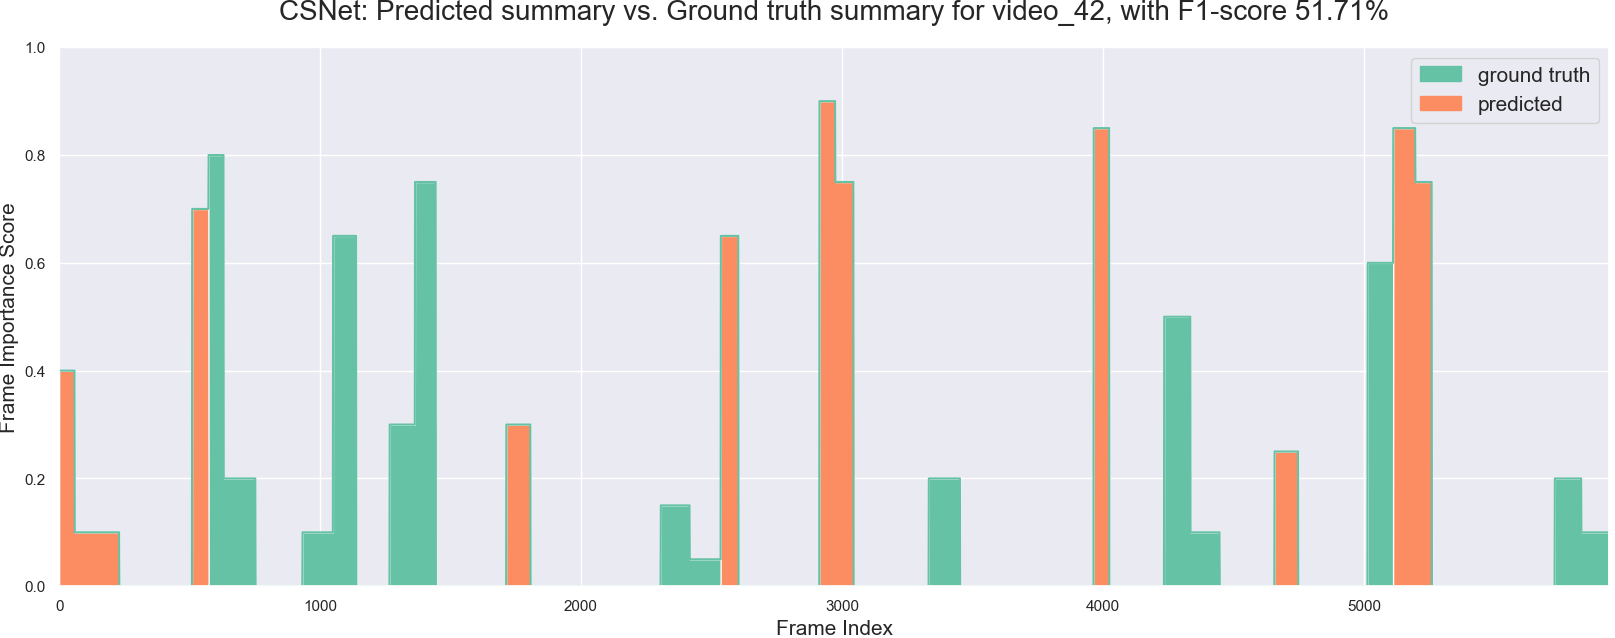 CSNet: Predicted summary vs. Ground truth summary for video_42, with F1-score 51.71%
ground truth
predicted
Frame Importance Score
1.0
0.8
0.6
0.4
0.2
0.0
0 1000 2000 3000 4000 5000
Frame Index